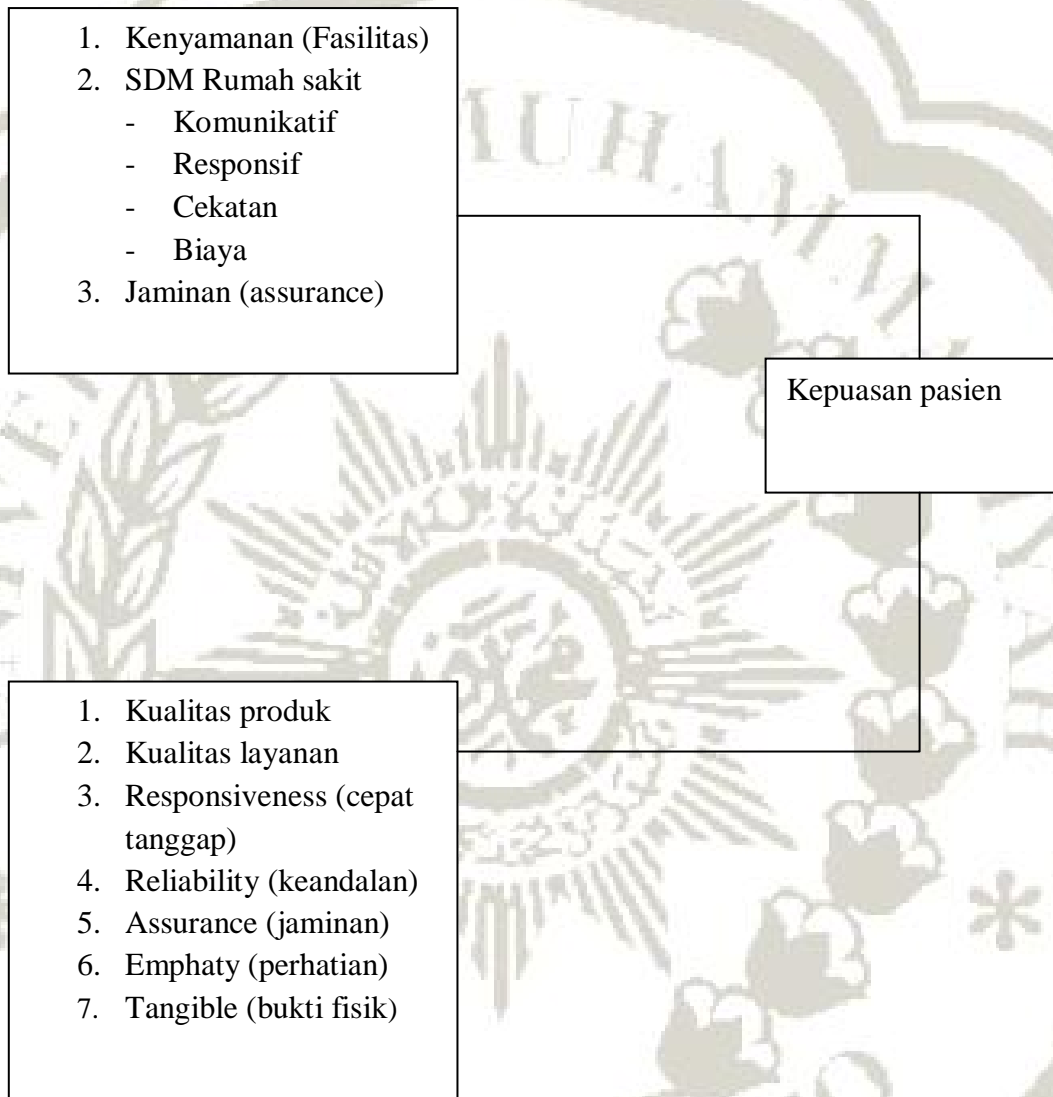 1. Kenyamanan (Fasilitas)
2. SDM Rumah sakit
- Komunikatif
- Responsif
- Cekatan
- Biaya
3. Jaminan (assurance)
Kepuasan pasien
1. Kualitas produk
2. Kualitas layanan
3. Responsiveness (cepat
tanggap)
4. Reliability (keandalan)
5. Assurance (jaminan)
6. Emphaty (perhatian)
7. Tangible (bukti fisik)